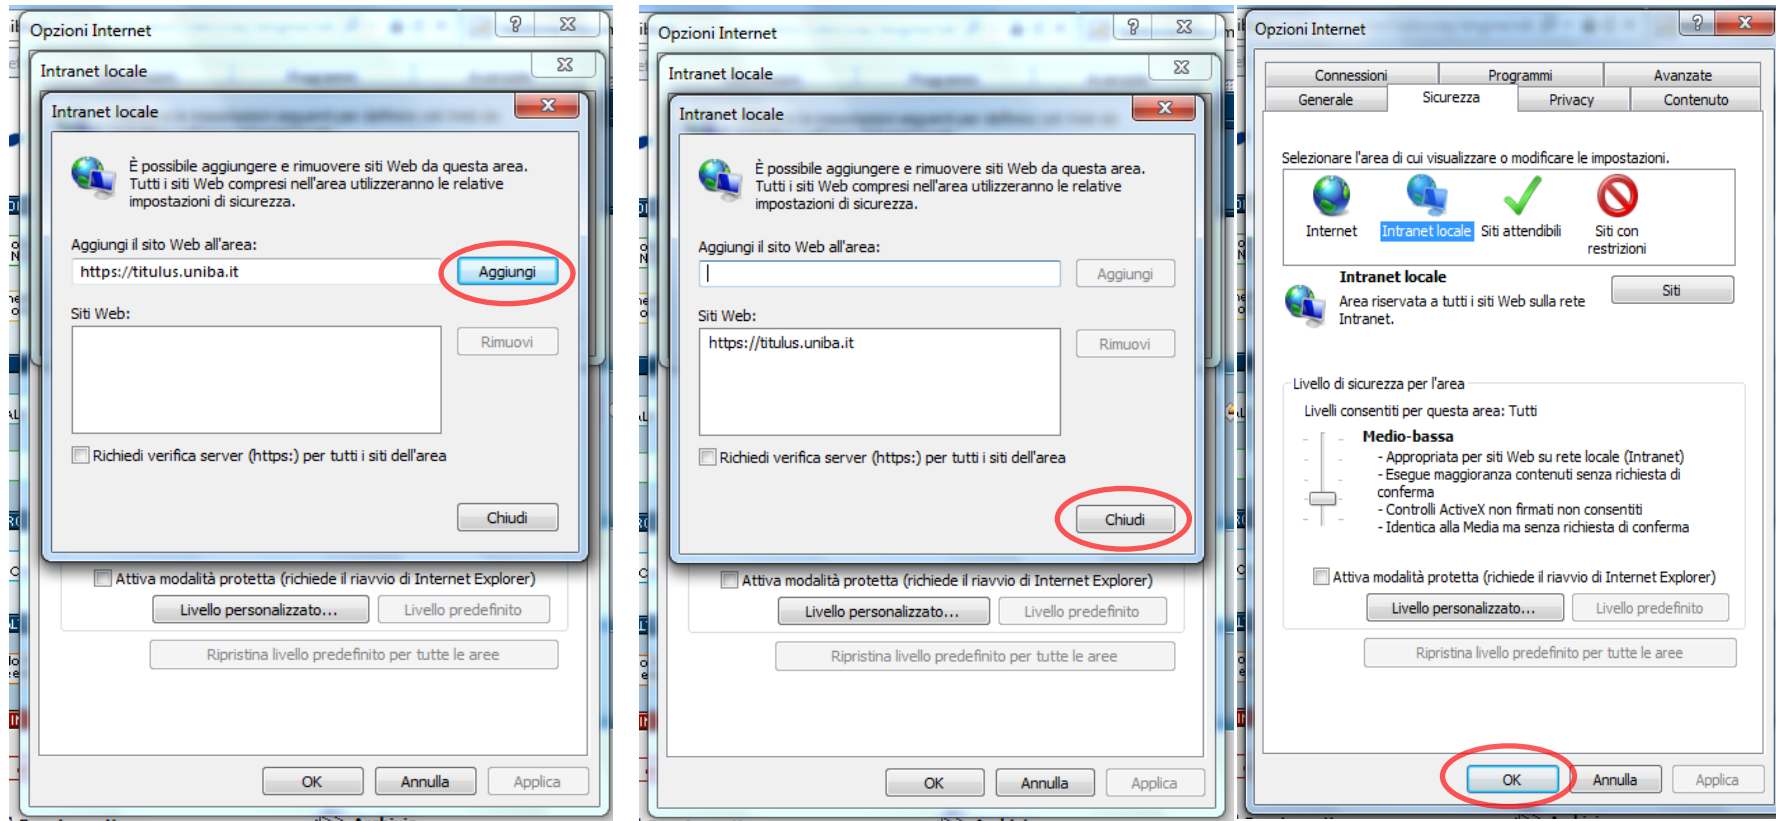 Opzioni Internet
Intranet locale
Intranet locale
È possibile aggiungere e rimuovere siti Web da questa area.
Tutti i siti Web compresi nell'area utilizzeranno le relative
impostazioni di sicurezza.
Aggiungi il sito Web all'area:
https://titulus.uniba.it
Aggiungi
Siti Web:
Rimuovi
Richiedi verifica server (https:) per tutti i siti dell'area
Chiudi
Attiva modalità protetta (richiede il riavvio di Internet Explorer)
Livello personalizzato...
Livello predefinito
Ripristina livello predefinito per tutte le aree
OK
Annulla
Applica
Opzioni Internet
Intranet locale
Intranet locale
È possibile aggiungere e rimuovere siti Web da questa area.
Tutti i siti Web compresi nell'area utilizzeranno le relative
impostazioni di sicurezza.
Aggiungi il sito Web all'area:
Aggiungi
Siti Web:
https://titulus.uniba.it
Rimuovi
Richiedi verifica server (https:) per tutti i siti dell'area
Chiudi
Attiva modalità protetta (richiede il riavvio di Internet Explorer)
Livello personalizzato...
Livello predefinito
Ripristina livello predefinito per tutte le aree
OK
Annulla
Applica
Opzioni Internet
Connessioni
Programmi
Avanzate
Generale
Sicurezza
Privacy
Contenuto
Selezionare l'area di cui visualizzare o modificare le impostazioni.
Internet
Intranet locale
Siti attendibili
Siti con
restrizioni
Intranet locale
Siti
Area riservata a tutti i siti Web sulla rete
Intranet.
Livello di sicurezza per l'area
Livelli consentiti per questa area: Tutti
Medio-bassa
- Appropriata per siti Web su rete locale (Intranet)
- Esegue maggioranza contenuti senza richiesta di
conferma
- Controlli ActiveX non firmati non consentiti
- Identica alla Media ma senza richiesta di conferma
Attiva modalità protetta (richiede il riavvio di Internet Explorer)
Livello personalizzato...
Livello predefinito
Ripristina livello predefinito per tutte le aree
OK
Annulla
Applica